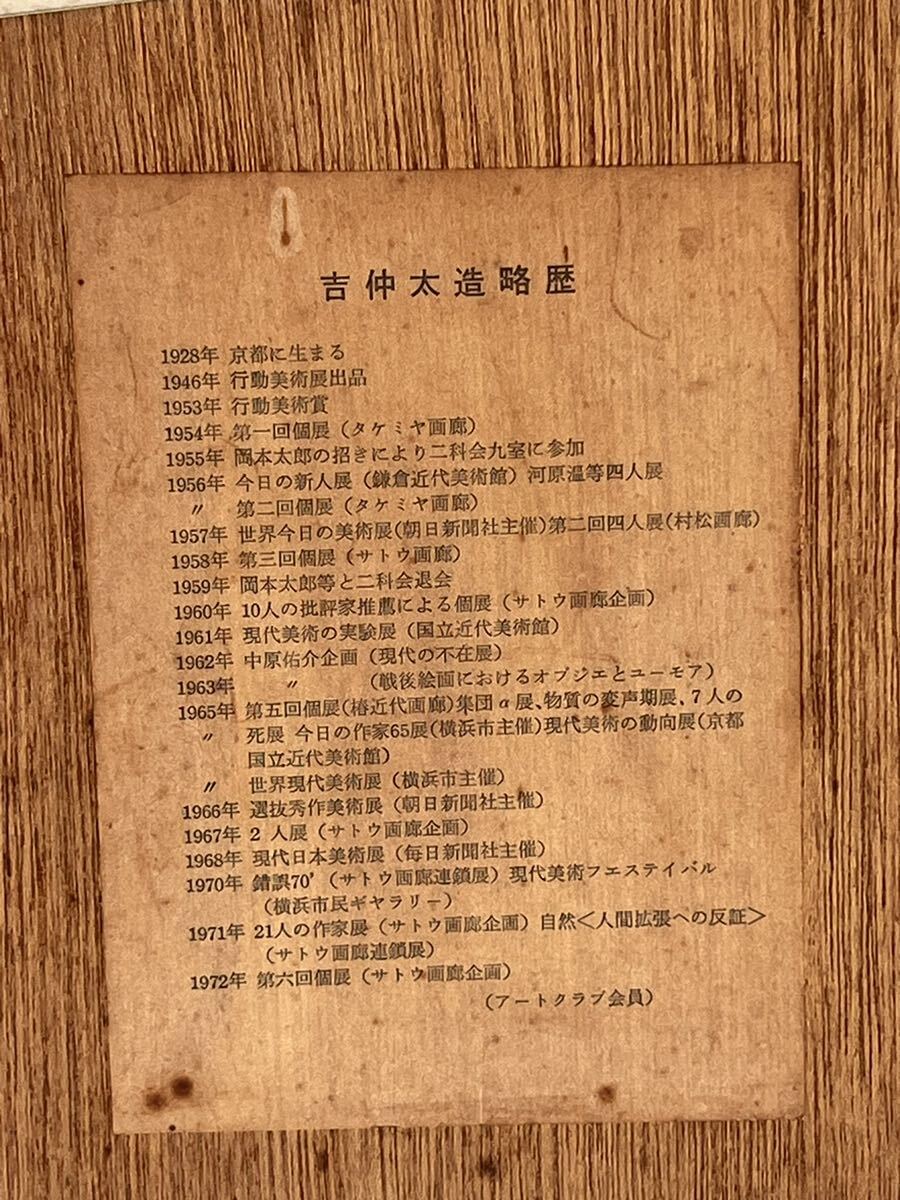 吉仲太造略歴
1928年 京都に生まる
1946年 行動美術展出品
1953年 行動美術賞
1954年 第一回個展（タケミヤ画廊）
1955年 岡本太郎の招きにより二科会九室に参加
1956年 今日の新人展（鎌倉近代美術館）河原温等四人展
〃 第二回個展（タケミヤ画廊）
1957年 世界今日の美術展(朝日新聞社主催)第二回四人展(村松画廊)
1958年 第三回個展（サトウ画廊）
1959年 岡本太郎等と二科会退会
1960年 10人の批評家推薦による個展（サトウ画廊企画）
1961年 現代美術の実験展（国立近代美術館）
1962年 中原佑介企画（現代の不在展）
1963年 〃 （戦後絵画におけるオブジエとユーモア）
1965年 第五回個展(椿近代画廊)集団α展、物質の変声期展、7人の
〃 死展 今日の作家65展(横浜市主催)現代美術の動向展(京都
国立近代美術館）
〃 世界現代美術展（横浜市主催）
1966年 選抜秀作美術展（朝日新聞社主催）
1967年 2人展（サトウ画廊企画）
1968年 現代日本美術展（毎日新聞社主催）
1970年 錯誤70'（サトウ画廊連鎖展）現代美術フエステイバル
（横浜市民ギヤラリー）
1971年 21人の作家展（サトウ画廊企画）自然＜人間拡張への反証＞
（サトウ画廊連鎖展）
1972年 第六回個展（サトウ画廊企画）
（アートクラブ会員）